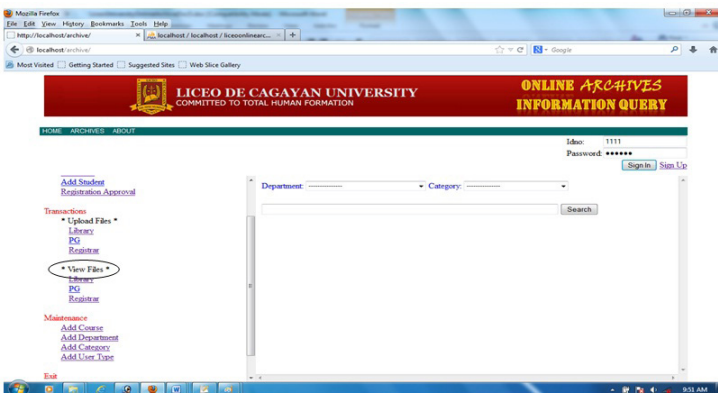 Mozilla Firefox
File Edit View History Bookmarks Tools Help
http://localhost/archive/ × localhost / localhost / liceoonlinearc... × +
localhost/archive/ Google
Most Visited Getting Started Suggested Sites Web Slice Gallery
LICEO DE CAGAYAN UNIVERSITY
COMMITTED TO TOTAL HUMAN FORMATION
ONLINE ARCHIVES
INFORMATION QUERY
HOME ARCHIVES ABOUT
Idno: 1111
Password: ••••••
Sign In Sign Up
Add Student
Registration Approval
Department: ------------- Category: -------------
Search
Transactions
* Upload Files *
Library
PG
Registrar
* View Files *
Library
PG
Registrar
Maintenance
Add Course
Add Department
Add Category
Add User Type
Exit
9:51 AM